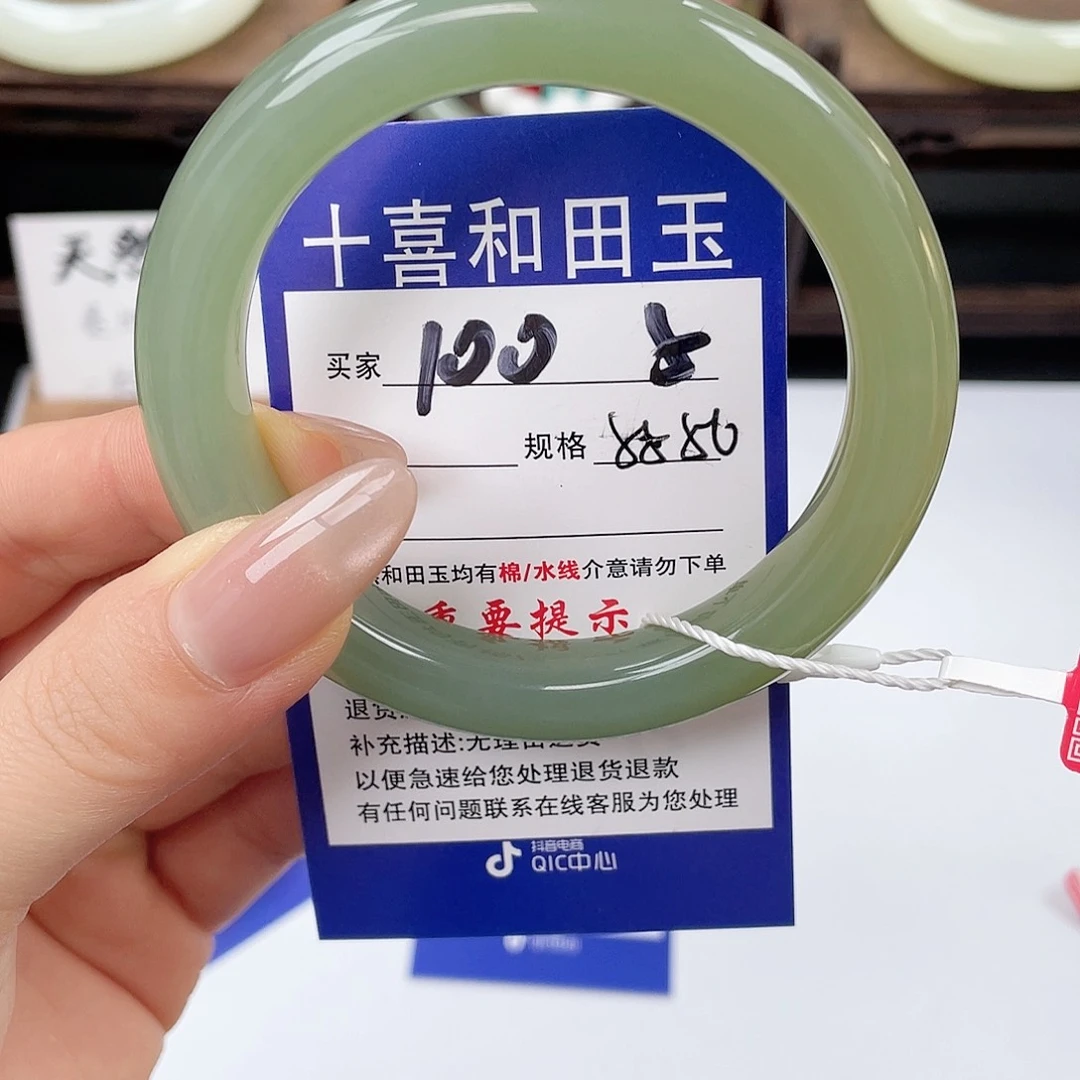 十喜和田玉
天然
买家 100
规格
和田玉均有棉/水线介意请勿下单
重要提示
退货
补充描述:无理由退货
以便急速给您处理退货退款
有任何问题联系在线客服为您处理
抖音电商
QIC中心